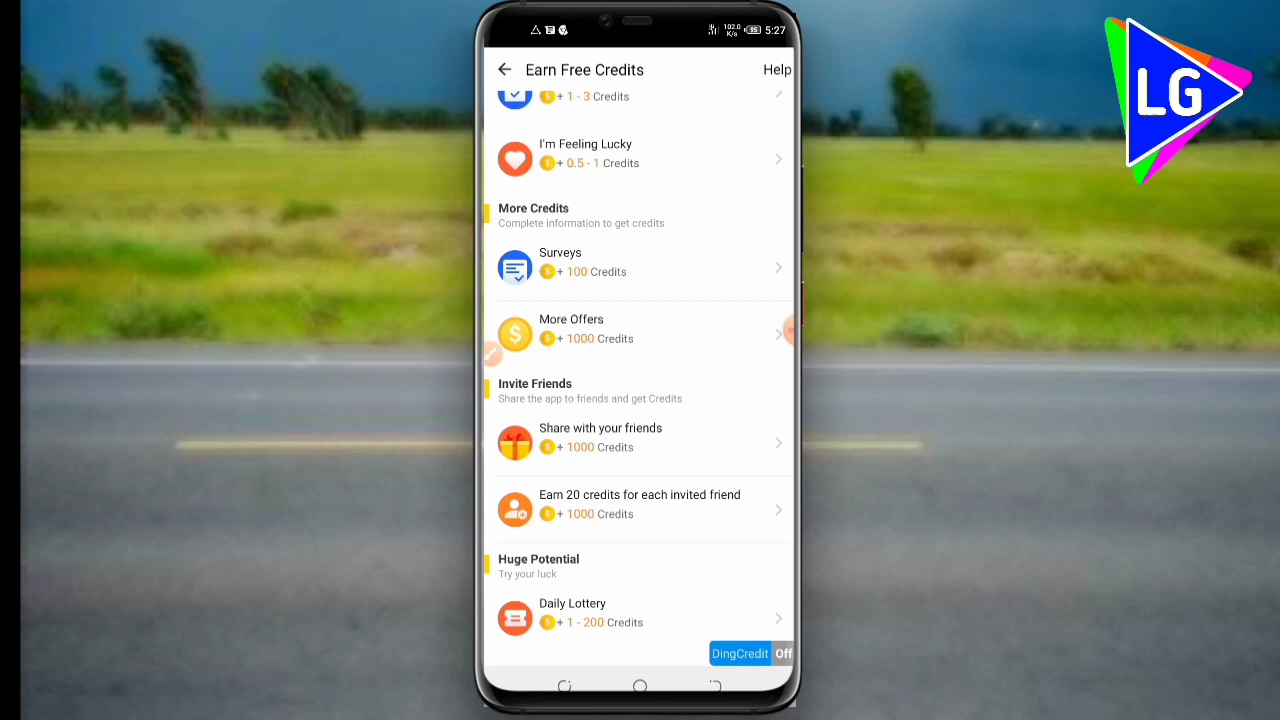 102.0
K/s
95
5:27
LG
Earn Free Credits
Help
+ 1 - 3 Credits
I'm Feeling Lucky
$ + 0.5 - 1 Credits
More Credits
Complete information to get credits
Surveys
$ + 100 Credits
More Offers
$
$ + 1000 Credits
Invite Friends
Share the app to friends and get Credits
Share with your friends
$ + 1000 Credits
Earn 20 credits for each invited friend
$ + 1000 Credits
Huge Potential
Try your luck
Daily Lottery
$ + 1 - 200 Credits
DingCredit Off